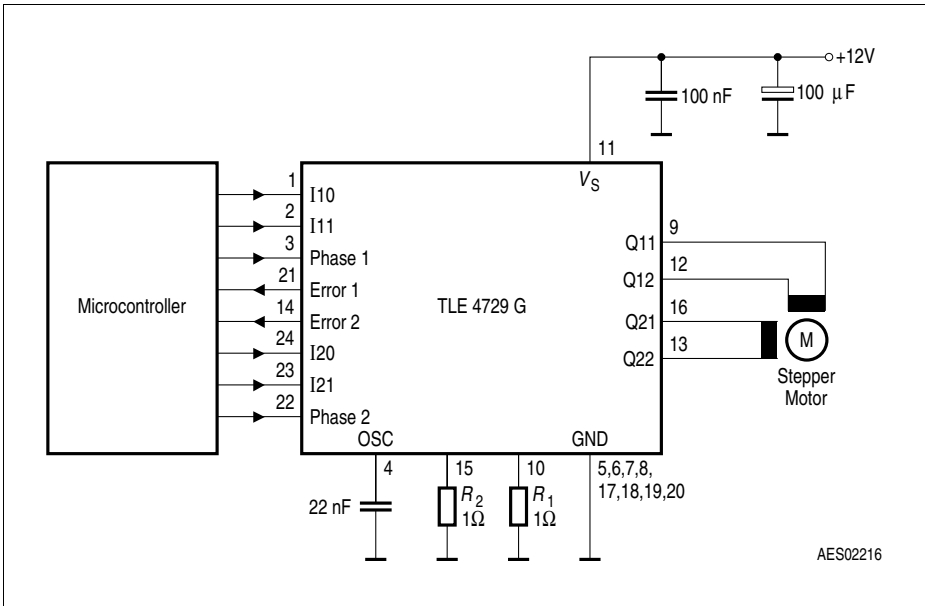 +12V
100 nF
100 µF
11
VS
1
I10
2
I11
3
Phase 1
21
Error 1
14
Error 2
24
I20
23
I21
22
Phase 2
Microcontroller
TLE 4729 G
9
Q11
12
Q12
16
Q21
13
Q22
M
Stepper
Motor
OSC
GND
4
15
10
5,6,7,8,
17,18,19,20
22 nF
R2
1Ω
R1
1Ω
AES02216